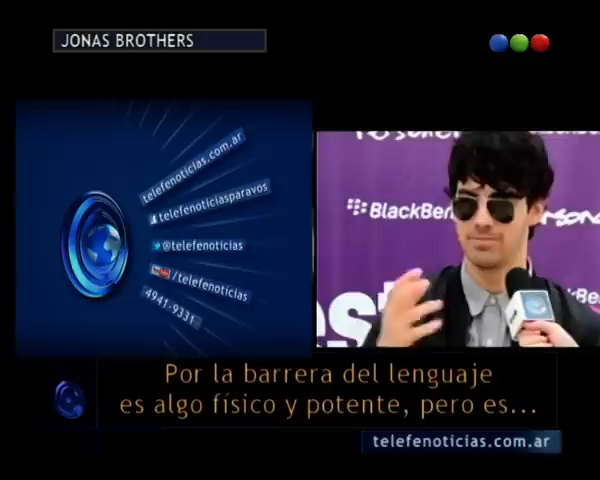 JONAS BROTHERS
telefenoticias.com.ar
telefenoticiasparavos
@telefenoticias
/telefenoticias
4941-9331
BlackBer
Por la barrera del lenguaje
es algo físico y potente, pero es...
telefenoticias.com.ar